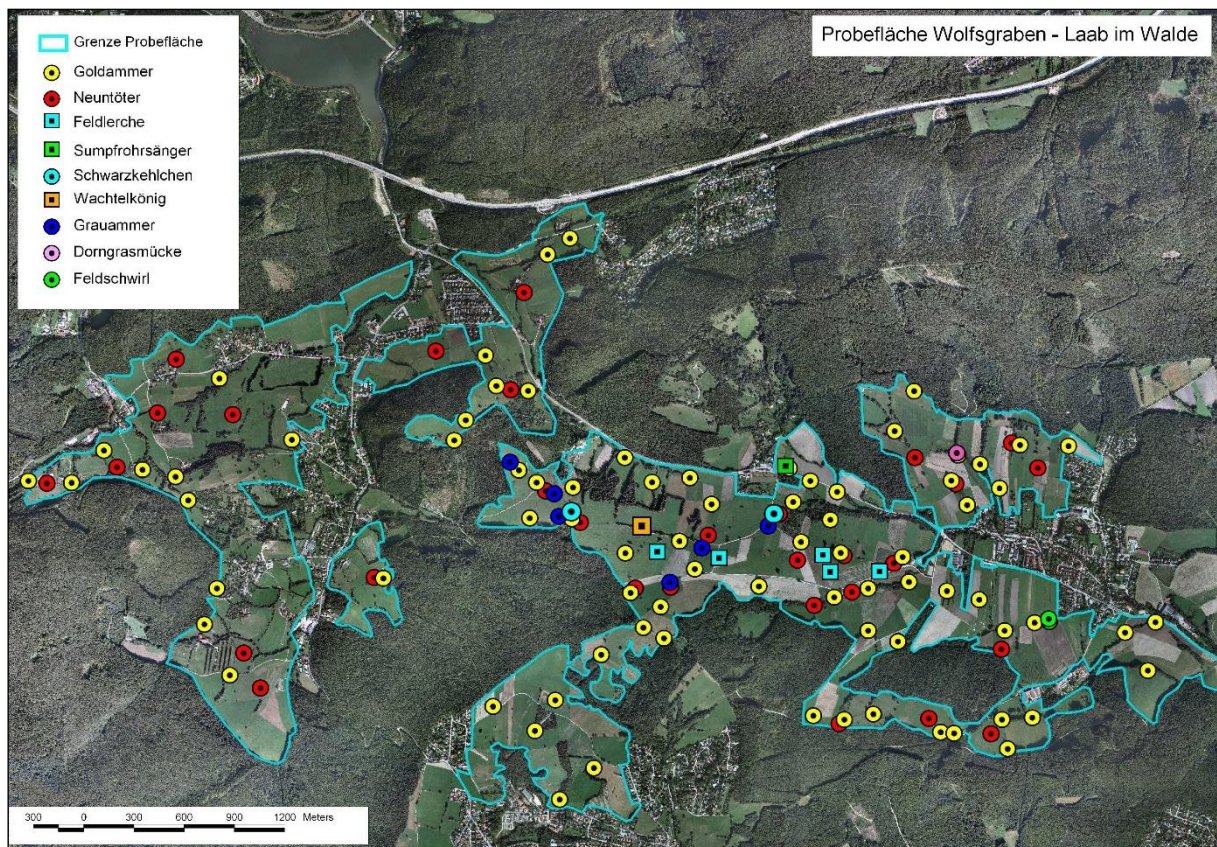 Probefläche Wolfsgraben - Laab im Walde
Grenze Probefläche
Goldammer
Neuntöter
Feldlerche
Sumpfrohrsänger
Schwarzkehlchen
Wachtelkönig
Grauammer
Dorngrasmücke
Feldschwirl
300 0 300 600 900 1200 Meters